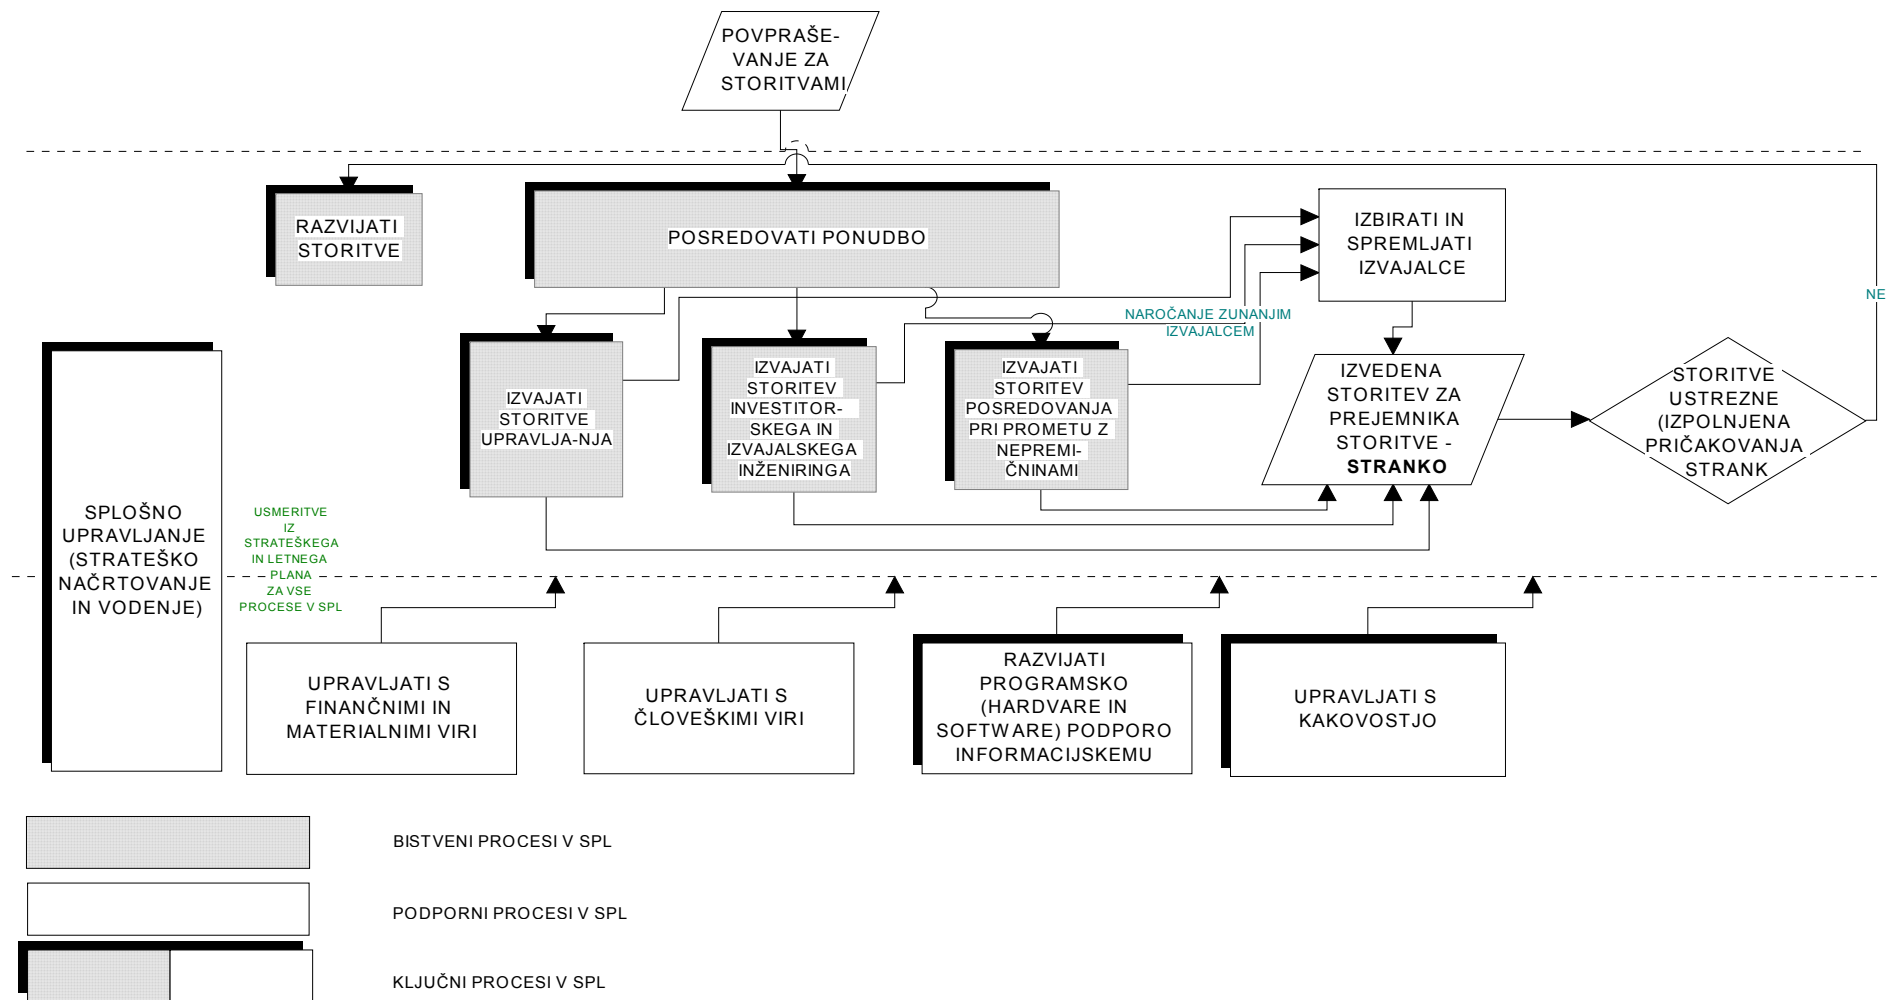 POVPRAŠE-
VANJE ZA
STORITVAMI
RAZVIJATI
STORITVE
POSREDOVATI PONUDBO
IZBIRATI IN
SPREMLJATI
IZVAJALCE
NE
NAROČANJE ZUNANJIM
IZVAJALCEM
IZVAJATI
STORITVE
UPRAVLJA-NJA
IZVAJATI
STORITEV
INVESTITOR-
SKEGA IN
IZVAJALSKEGA
INŽENIRINGA
IZVAJATI
STORITEV
POSREDOVANJA
PRI PROMETU Z
NEPREMI-
ČNINAMI
IZVEDENA
STORITEV ZA
PREJEMNIKA
STORITVE -
STRANKO
STORITVE
USTREZNE
(IZPOLNJENA
PRIČAKOVANJA
STRANK
SPLOŠNO
UPRAVLJANJE
(STRATEŠKO
NAČRTOVANJE
IN VODENJE)
USMERITVE
IZ
STRATEŠKEGA
IN LETNEGA
PLANA
ZA VSE
PROCESE V SPL
UPRAVLJATI S
FINANČNIMI IN
MATERIALNIMI VIRI
UPRAVLJATI S
ČLOVEŠKIMI VIRI
RAZVIJATI
PROGRAMSKO
(HARDVARE IN
SOFTWARE) PODPORO
INFORMACIJSKEMU
UPRAVLJATI S
KAKOVOSTJO
BISTVENI PROCESI V SPL
PODPORNI PROCESI V SPL
KLJUČNI PROCESI V SPL